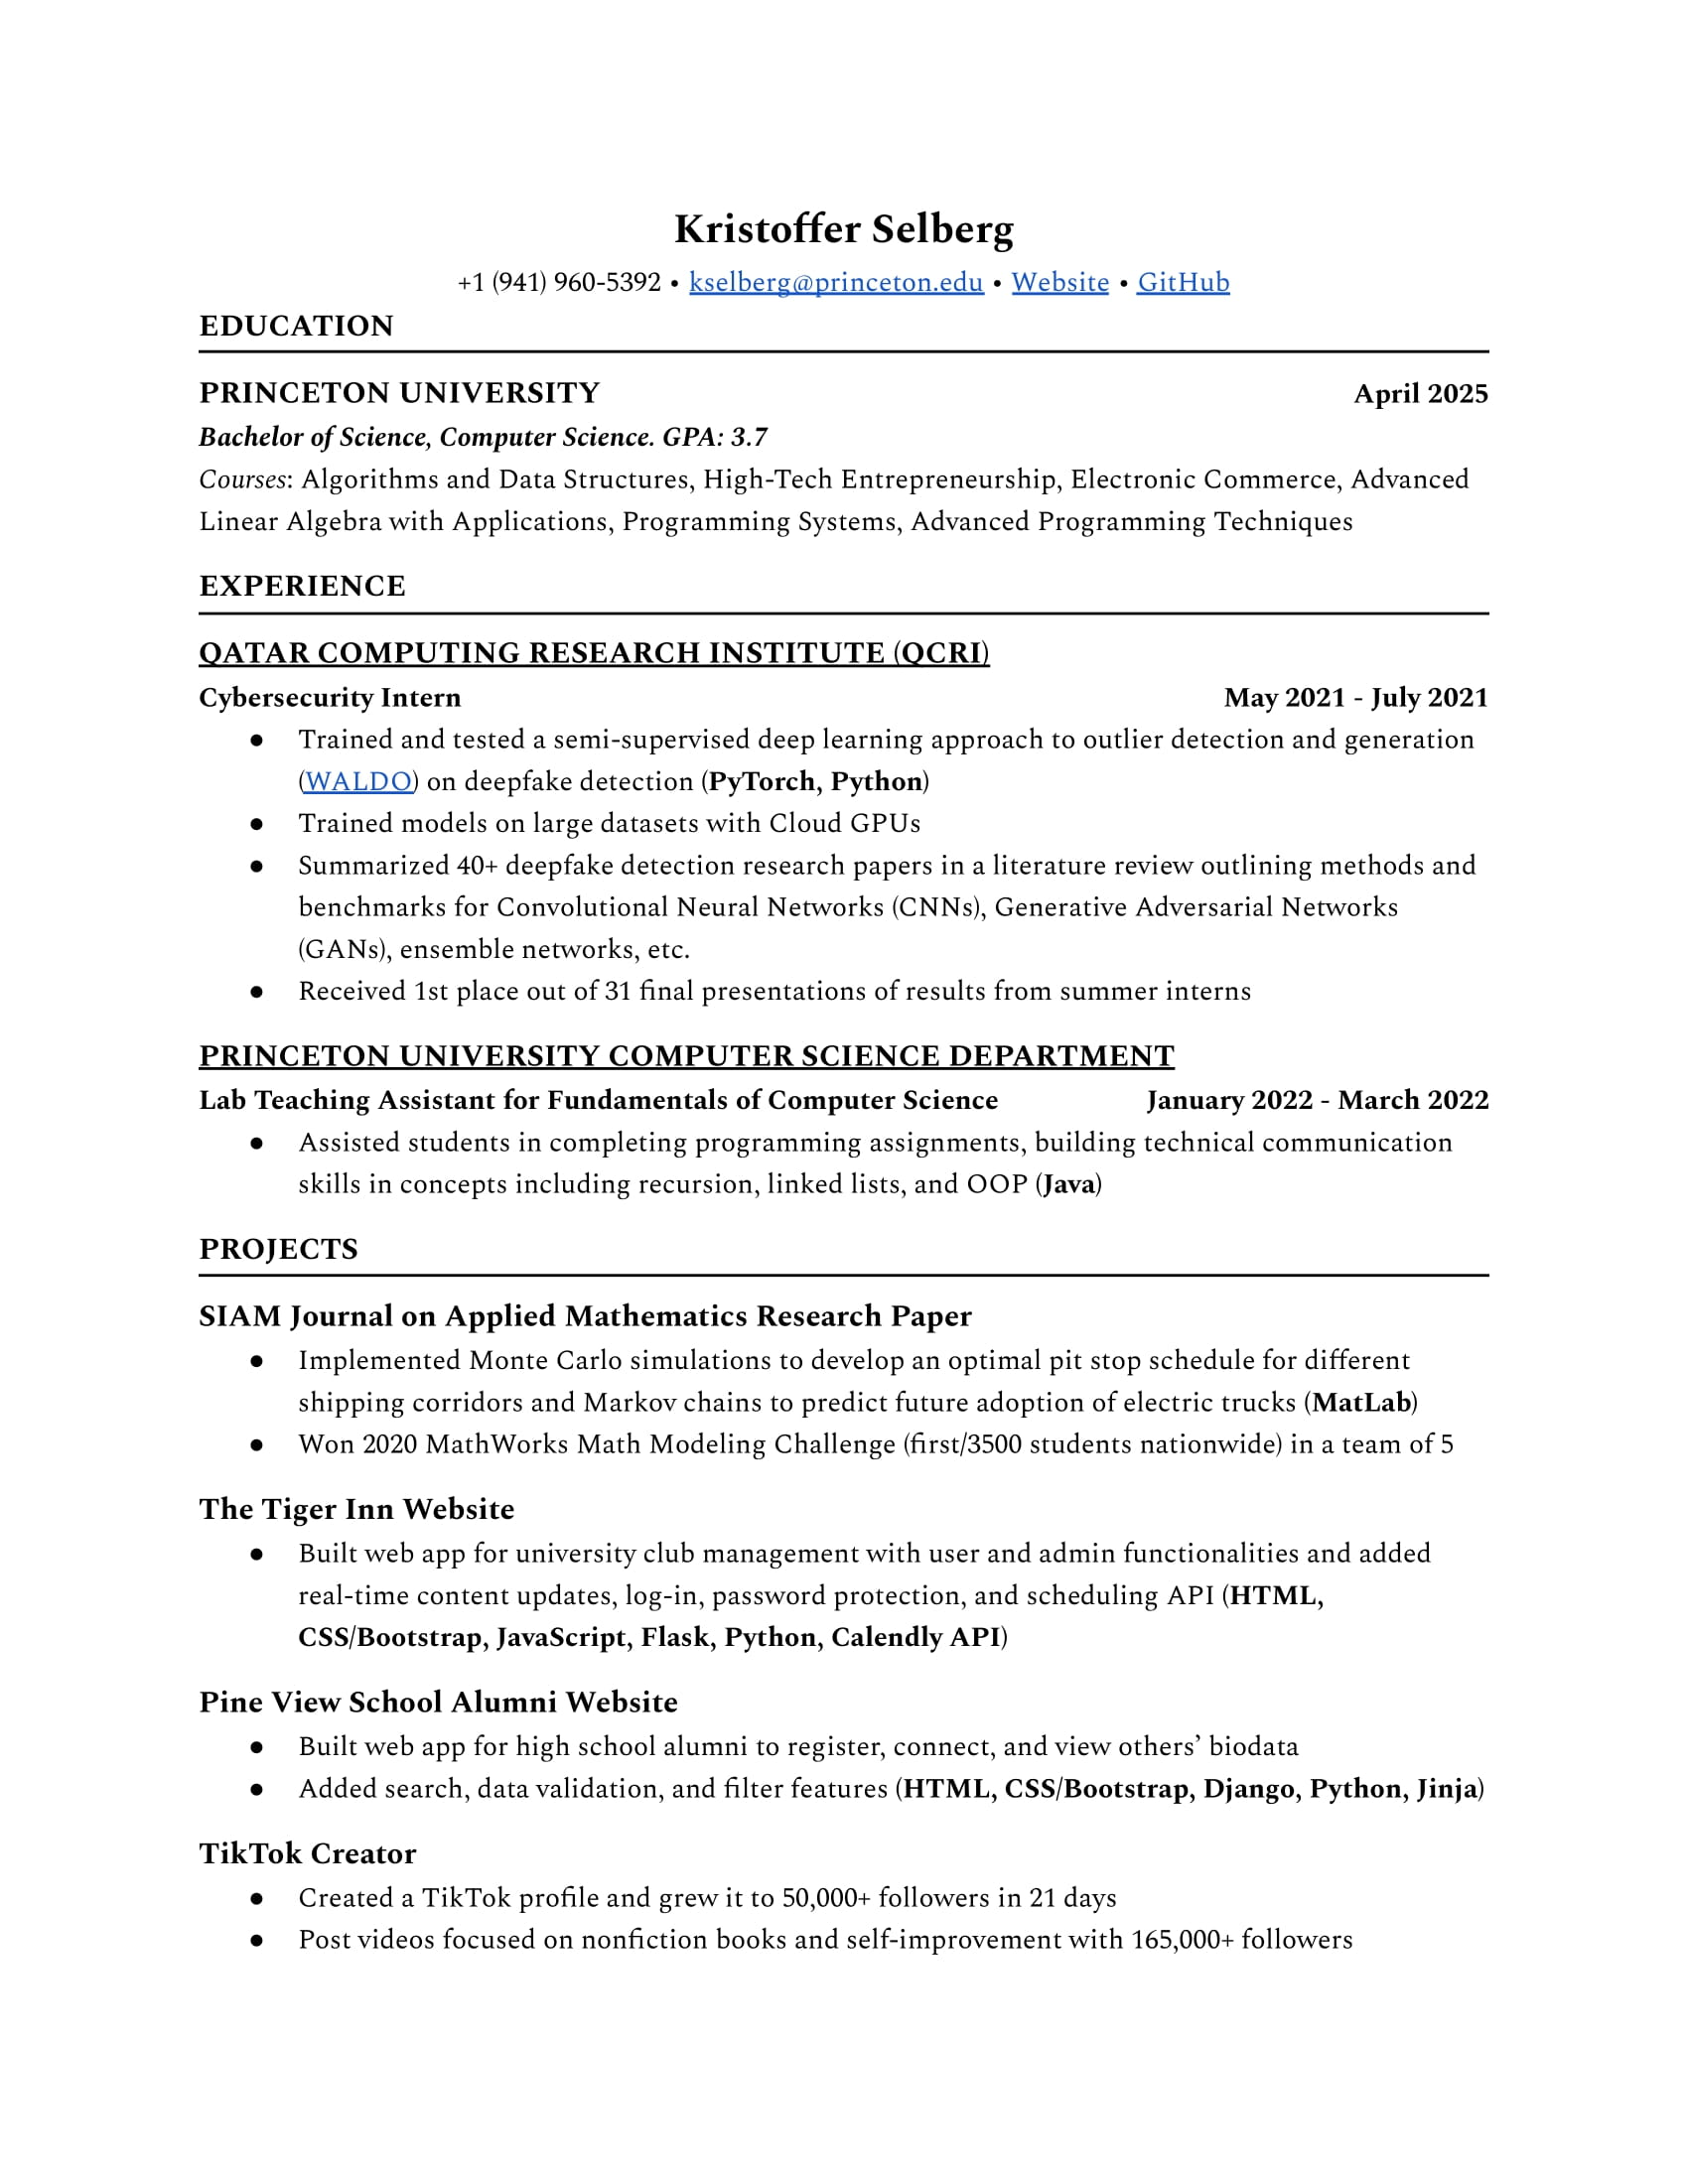 Kristoffer Selberg
+1 (941) 960-5392 • kselberg@princeton.edu • Website • GitHub
EDUCATION
PRINCETON UNIVERSITY April 2025
Bachelor of Science, Computer Science. GPA: 3.7
Courses: Algorithms and Data Structures, High-Tech Entrepreneurship, Electronic Commerce, Advanced
Linear Algebra with Applications, Programming Systems, Advanced Programming Techniques
EXPERIENCE
QATAR COMPUTING RESEARCH INSTITUTE (QCRI)
Cybersecurity Intern May 2021 - July 2021
● Trained and tested a semi-supervised deep learning approach to outlier detection and generation
(WALDO) on deepfake detection (PyTorch, Python)
● Trained models on large datasets with Cloud GPUs
● Summarized 40+ deepfake detection research papers in a literature review outlining methods and
benchmarks for Convolutional Neural Networks (CNNs), Generative Adversarial Networks
(GANs), ensemble networks, etc.
● Received 1st place out of 31 final presentations of results from summer interns
PRINCETON UNIVERSITY COMPUTER SCIENCE DEPARTMENT
Lab Teaching Assistant for Fundamentals of Computer Science January 2022 - March 2022
● Assisted students in completing programming assignments, building technical communication
skills in concepts including recursion, linked lists, and OOP (Java)
PROJECTS
SIAM Journal on Applied Mathematics Research Paper
● Implemented Monte Carlo simulations to develop an optimal pit stop schedule for different
shipping corridors and Markov chains to predict future adoption of electric trucks (MatLab)
● Won 2020 MathWorks Math Modeling Challenge (first/3500 students nationwide) in a team of 5
The Tiger Inn Website
● Built web app for university club management with user and admin functionalities and added
real-time content updates, log-in, password protection, and scheduling API (HTML,
CSS/Bootstrap, JavaScript, Flask, Python, Calendly API)
Pine View School Alumni Website
● Built web app for high school alumni to register, connect, and view others’ biodata
● Added search, data validation, and filter features (HTML, CSS/Bootstrap, Django, Python, Jinja)
TikTok Creator
● Created a TikTok profile and grew it to 50,000+ followers in 21 days
● Post videos focused on nonfiction books and self-improvement with 165,000+ followers